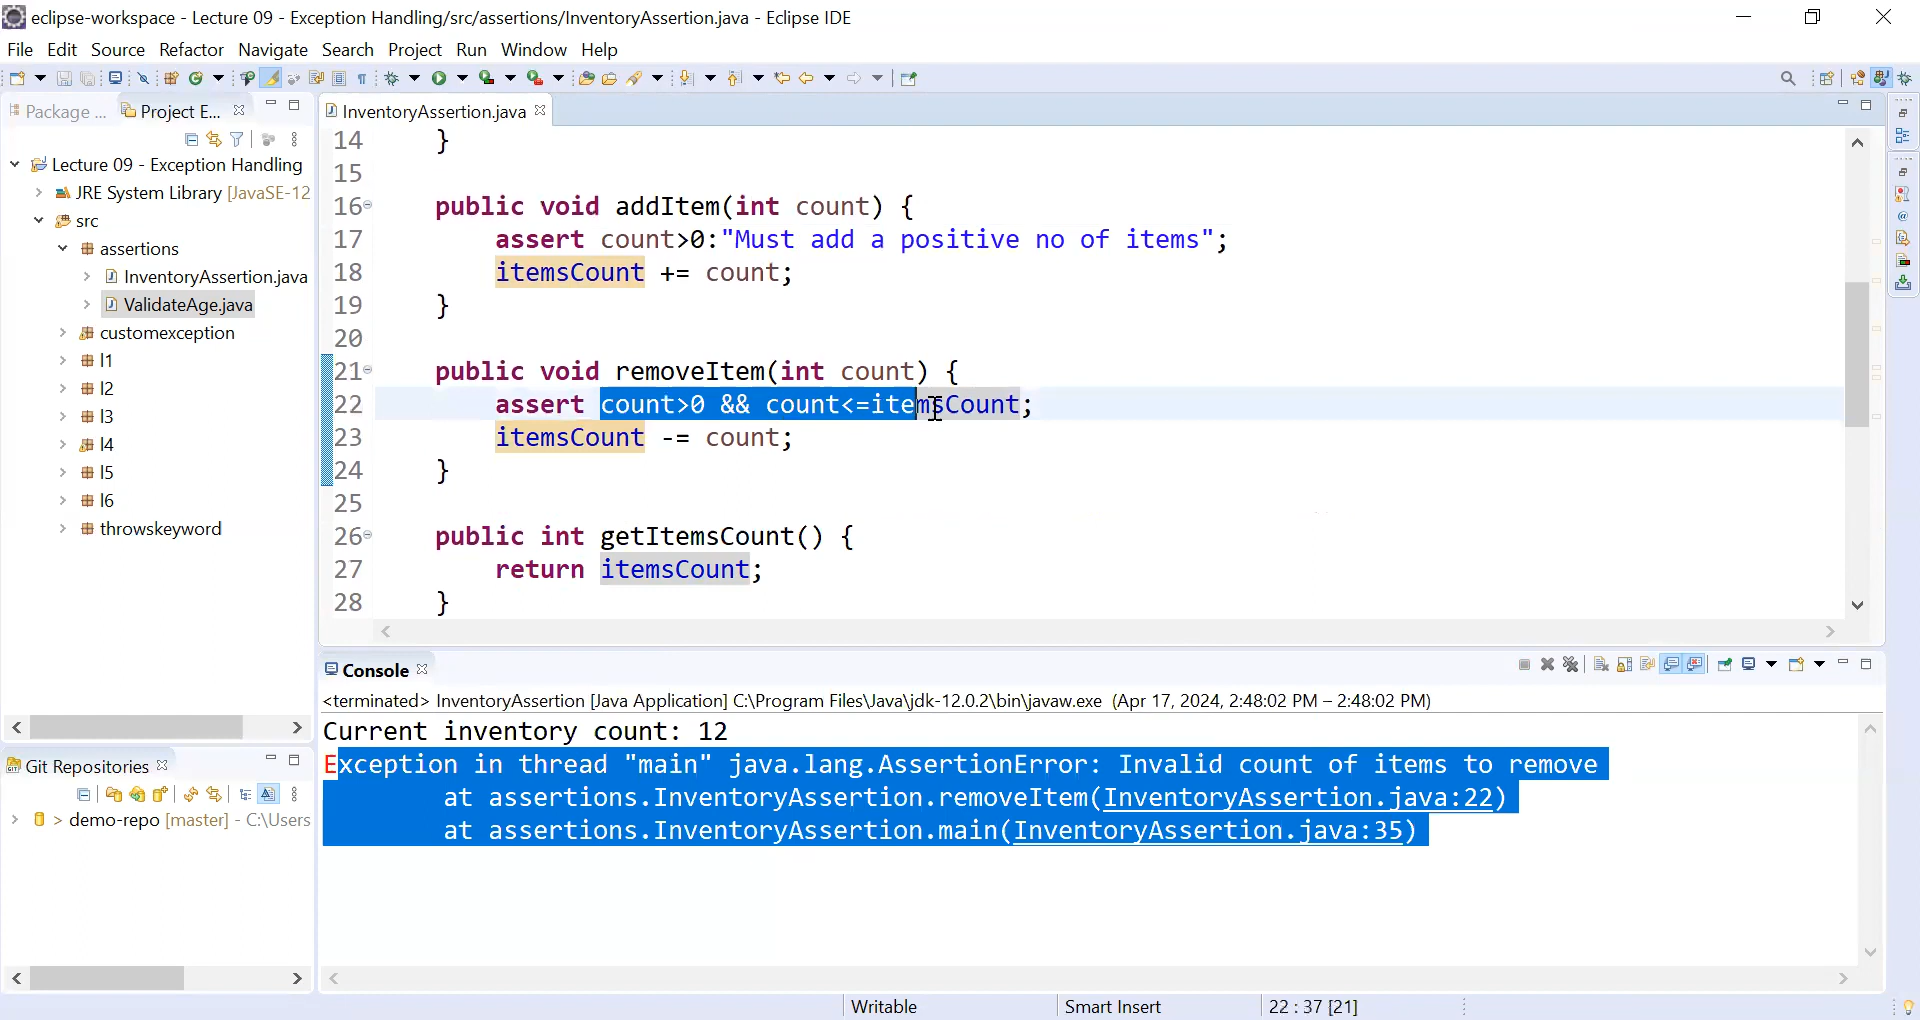 eclipse-workspace - Lecture 09 - Exception Handling/src/assertions/InventoryAssertion.java - Eclipse IDE
File Edit Source Refactor Navigate Search Project Run Window Help
Package ... Project E...
InventoryAssertion.java
Lecture 09 - Exception Handling
JRE System Library [JavaSE-12
src
assertions
InventoryAssertion.java
ValidateAge.java
customexception
l1
l2
l3
l4
l5
l6
throwskeyword
14 }
15
16 public void addItem(int count) {
17 assert count>0:"Must add a positive no of items";
18 itemsCount += count;
19 }
20
21 public void removeItem(int count) {
22 assert count>0 && count<=itemsCount;
23 itemsCount -= count;
24 }
25
26 public int getItemsCount() {
27 return itemsCount;
28 }
Git Repositories
> demo-repo [master] - C:\Users
Console
<terminated> InventoryAssertion [Java Application] C:\Program Files\Java\jdk-12.0.2\bin\javaw.exe (Apr 17, 2024, 2:48:02 PM – 2:48:02 PM)
Current inventory count: 12
Exception in thread "main" java.lang.AssertionError: Invalid count of items to remove
at assertions.InventoryAssertion.removeItem(InventoryAssertion.java:22)
at assertions.InventoryAssertion.main(InventoryAssertion.java:35)
Writable Smart Insert 22 : 37 [21]